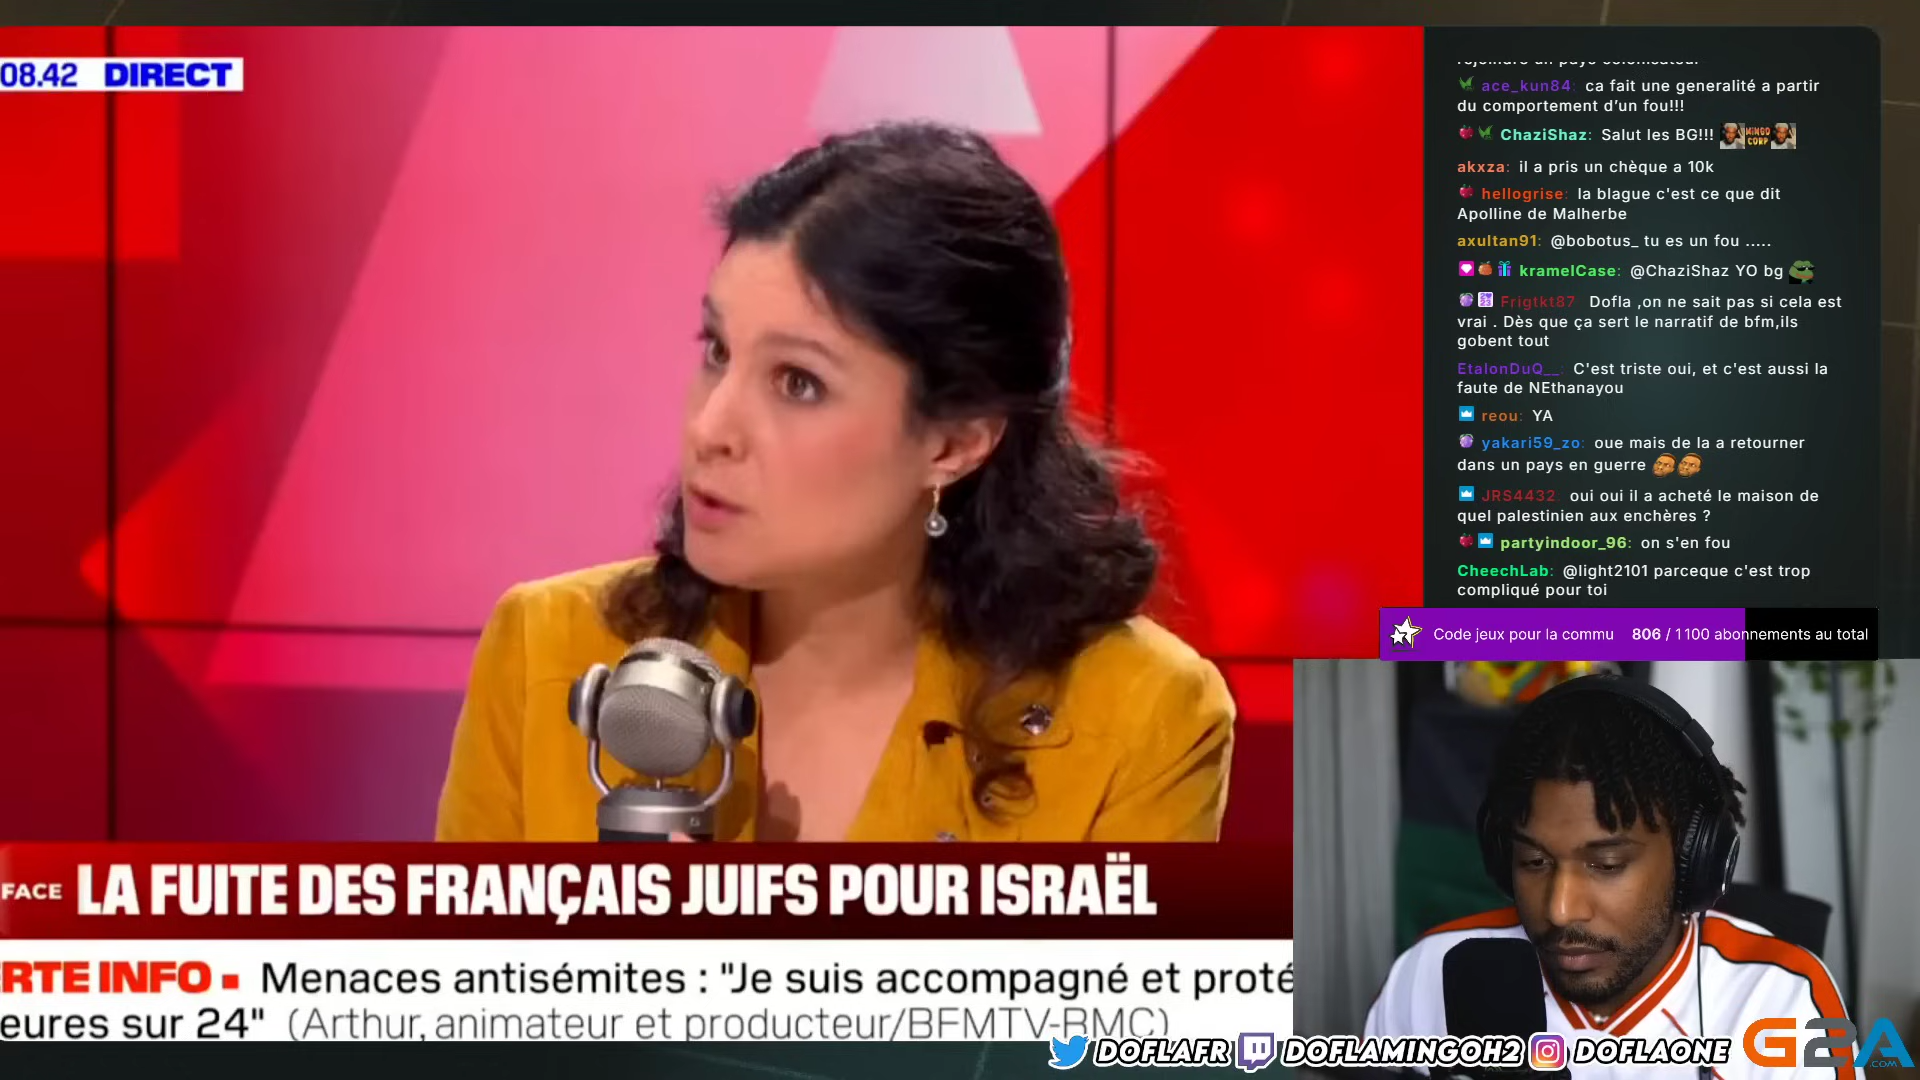 08.42 DIRECT
ace_kun84: ca fait une generalité a partir
du comportement d'un fou!!!
ChaziShaz: Salut les BG!!! MINGO CORP
akxza: il a pris un chèque a 10k
hellogrise: la blague c'est ce que dit
Apolline de Malherbe
axultan91: @bobotus_ tu es un fou .....
kramelCase: @ChaziShaz YO bg
Frigtkt87: Dofla ,on ne sait pas si cela est
vrai . Dès que ça sert le narratif de bfm,ils
gobent tout
EtalonDuQ__: C'est triste oui, et c'est aussi la
faute de NEthanayou
reou: YA
yakari59_zo: oue mais de la a retourner
dans un pays en guerre
JRS4432: oui oui il a acheté le maison de
quel palestinien aux enchères ?
partyindoor_96: on s'en fou
CheechLab: @light2101 parceque c'est trop
compliqué pour toi
Code jeux pour la commu 806 / 1100 abonnements au total
FACE LA FUITE DES FRANÇAIS JUIFS POUR ISRAËL
RTE INFO Menaces antisémites : "Je suis accompagné et proté
eures sur 24" (Arthur, animateur et producteur/BFMTV-RMC)
DOFLAFR DOFLAMINGOH2 DOFLAONE G2A
.COM